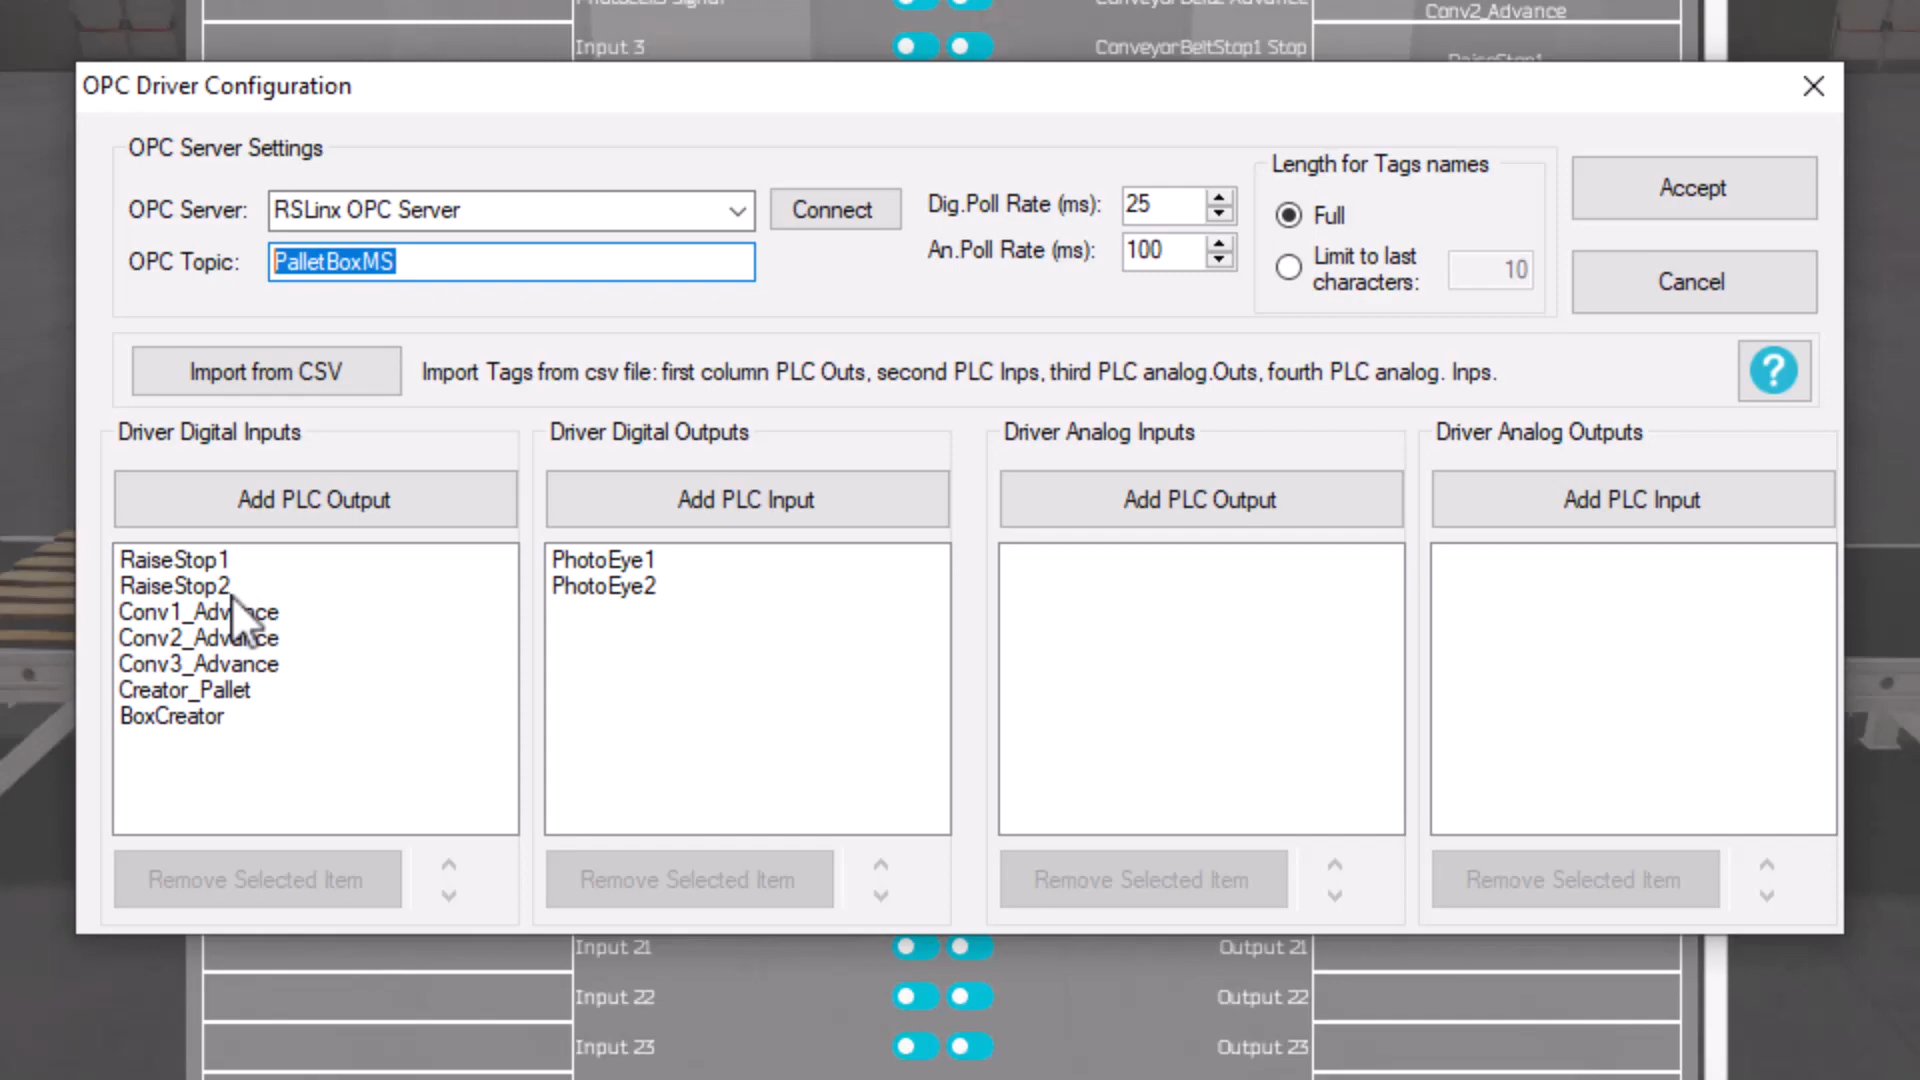 ConveyorBelt2 Advance
Conv2_Advance
Input 3
ConveyorBeltStop1 Stop
RaiseStop1
OPC Driver Configuration
OPC Server Settings
OPC Server:
RSLinx OPC Server
Connect
OPC Topic:
PalletBoxMS
Dig.Poll Rate (ms):
25
An.Poll Rate (ms):
100
Length for Tags names
Full
Limit to last
characters:
10
Accept
Cancel
Import from CSV
Import Tags from csv file: first column PLC Outs, second PLC Inps, third PLC analog.Outs, fourth PLC analog. Inps.
?
Driver Digital Inputs
Add PLC Output
RaiseStop1
RaiseStop2
Conv1_Advance
Conv2_Advance
Conv3_Advance
Creator_Pallet
BoxCreator
Remove Selected Item
Driver Digital Outputs
Add PLC Input
PhotoEye1
PhotoEye2
Remove Selected Item
Driver Analog Inputs
Add PLC Output
Remove Selected Item
Driver Analog Outputs
Add PLC Input
Remove Selected Item
Input 21
Output 21
Input 22
Output 22
Input 23
Output 23